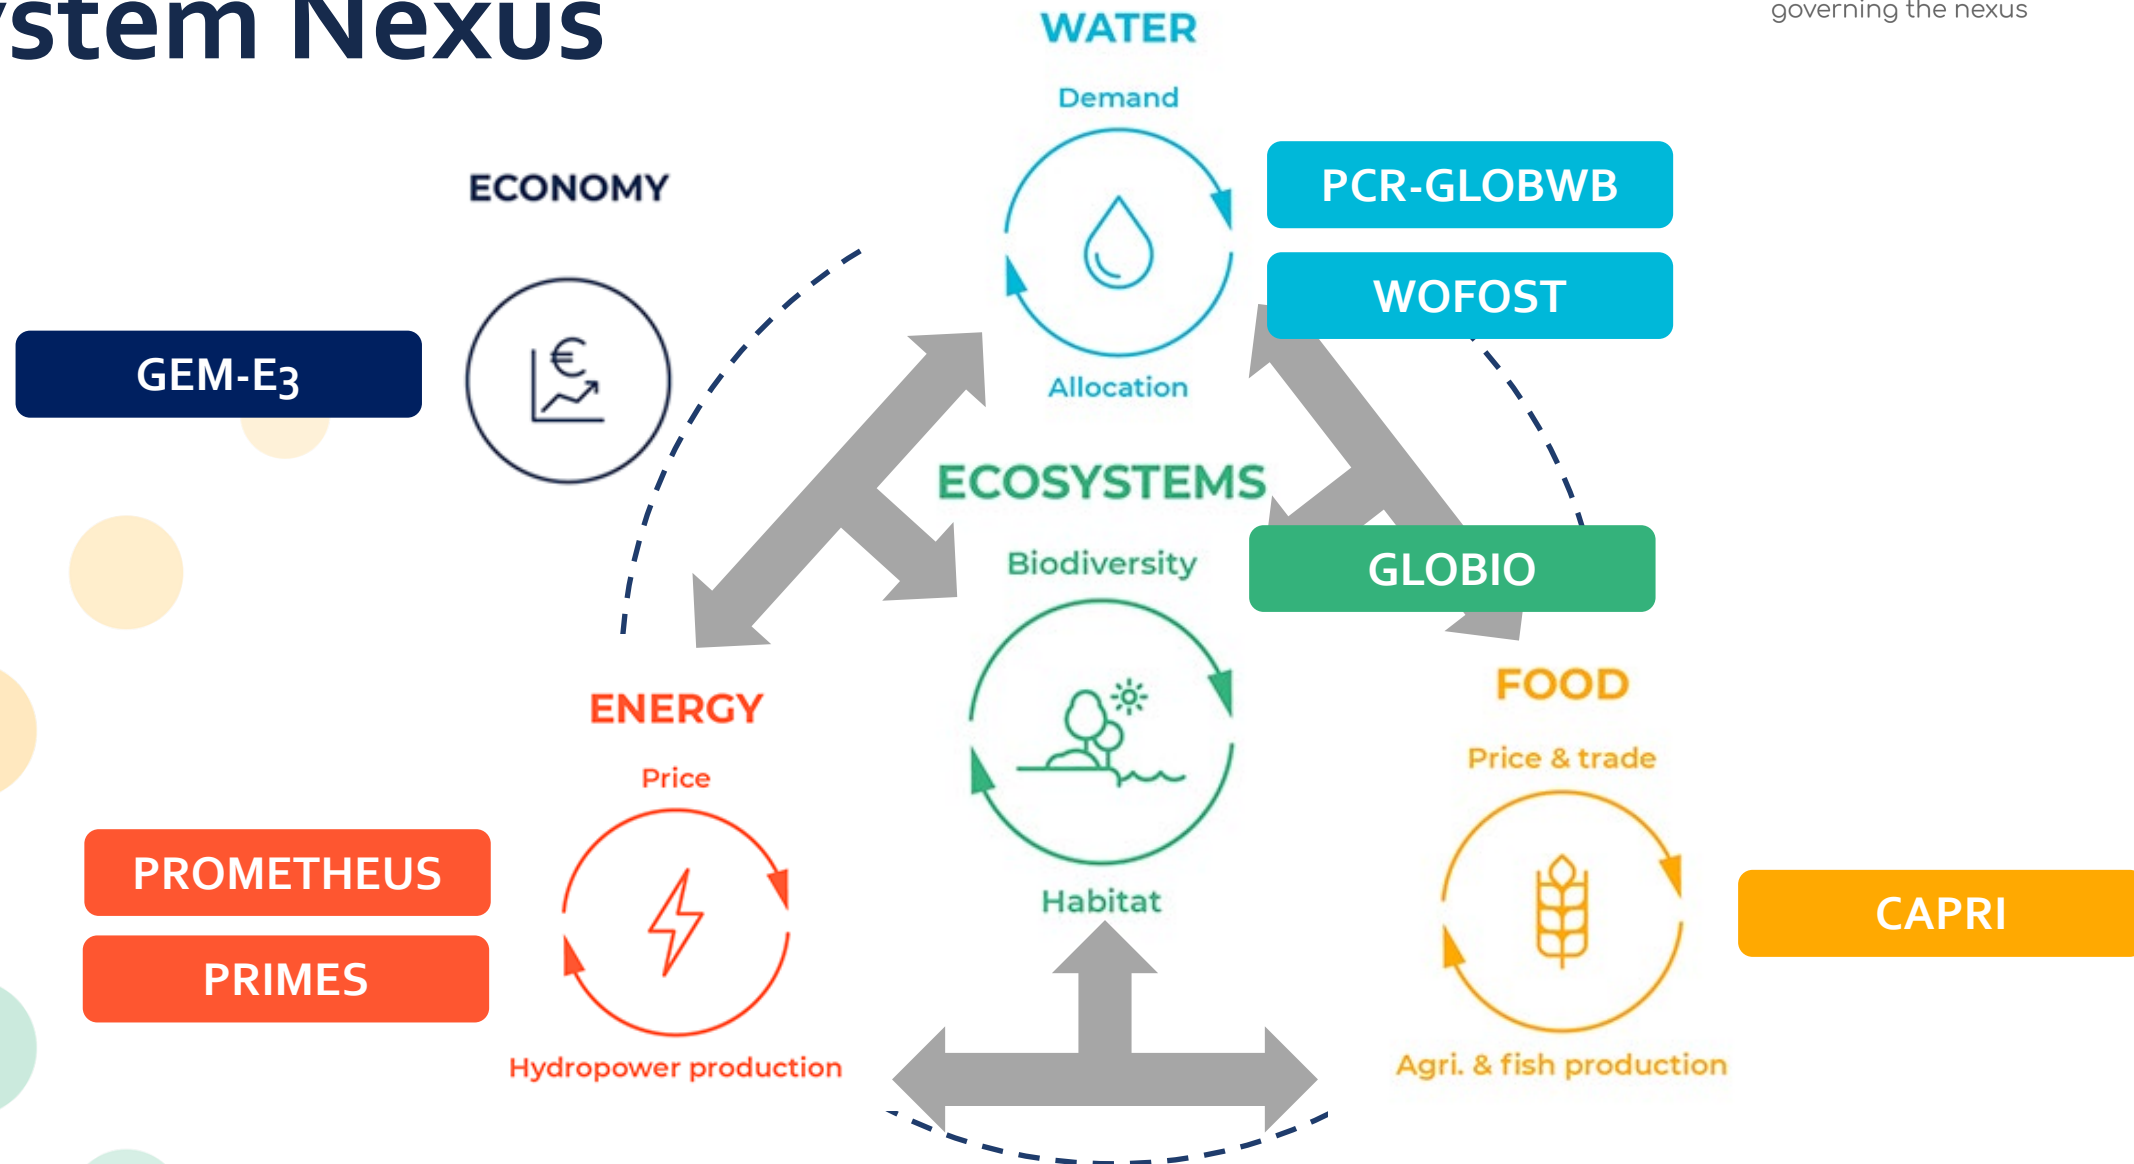 ystem Nexus
governing the nexus
WATER
Demand
PCR-GLOBWB
ECONOMY
WOFOST
GEM-E3
Allocation
ECOSYSTEMS
Biodiversity
GLOBIO
FOOD
ENERGY
Price & trade
Price
PROMETHEUS
Habitat
CAPRI
PRIMES
Hydropower production
Agri. & fish production